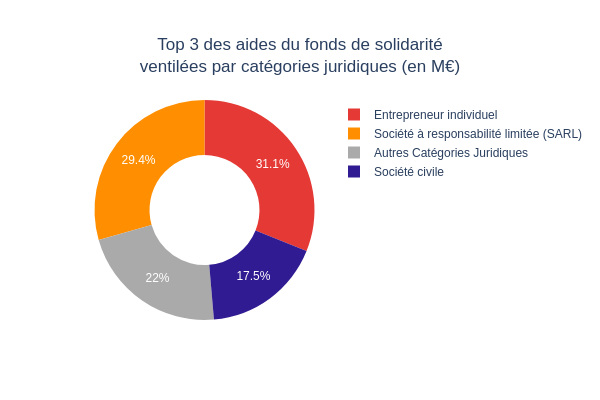 Top 3 des aides du fonds de solidarité
ventilées par catégories juridiques (en M€)
Entrepreneur individuel
Société à responsabilité limitée (SARL)
Autres Catégories Juridiques
Société civile
29.4%
31.1%
22%
17.5%